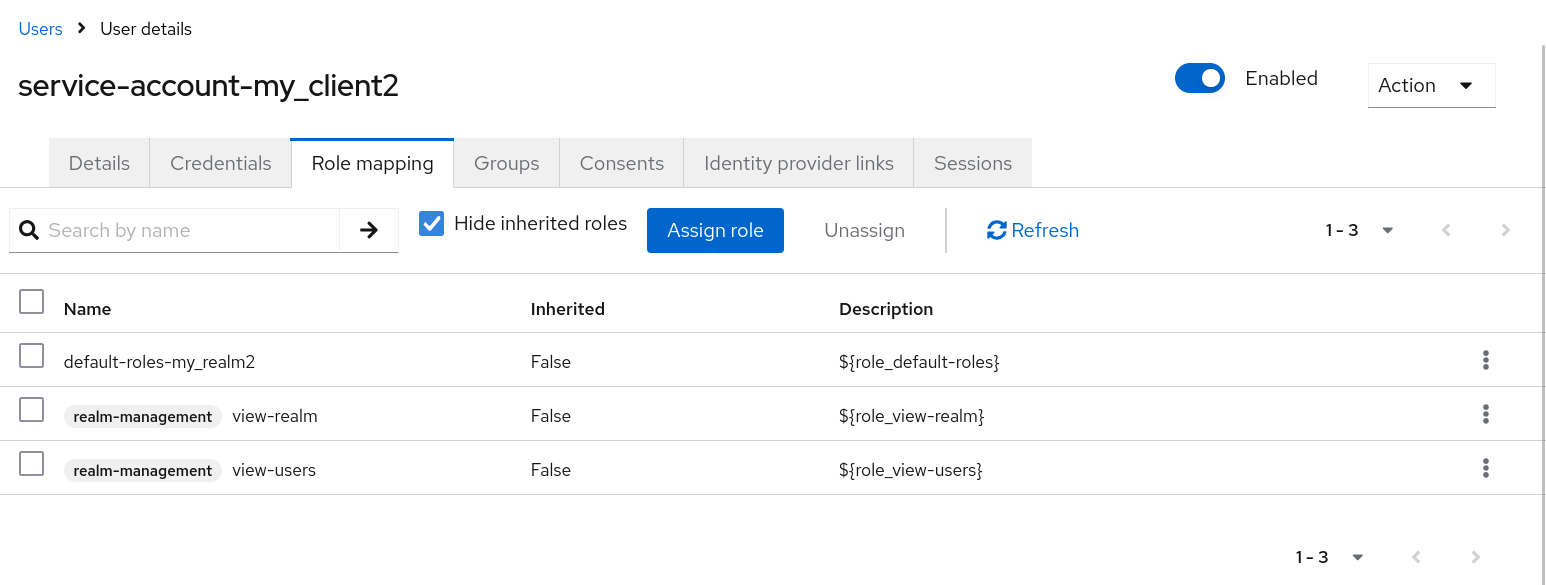 Users > User details
service-account-my_client2
Enabled
Action
Details Credentials Role mapping Groups Consents Identity provider links Sessions
Search by name Hide inherited roles Assign role Unassign Refresh 1 - 3
Name Inherited Description
default-roles-my_realm2 False ${role_default-roles}
realm-management view-realm False ${role_view-realm}
realm-management view-users False ${role_view-users}
1 - 3